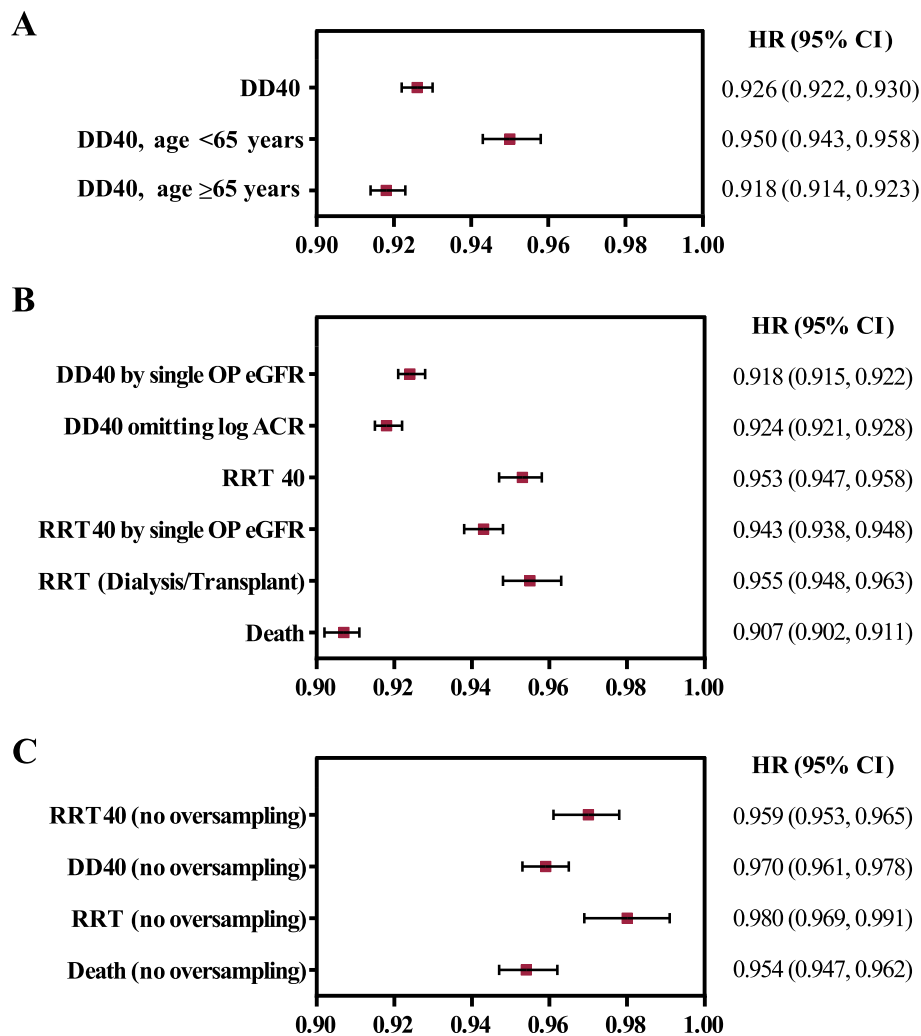 A
HR (95% CI)
DD40 0.926 (0.922, 0.930)
DD40, age <65 years 0.950 (0.943, 0.958)
DD40, age ≥65 years 0.918 (0.914, 0.923)
0.90 0.92 0.94 0.96 0.98 1.00
B
HR (95% CI)
DD40 by single OP eGFR 0.918 (0.915, 0.922)
DD40 omitting log ACR 0.924 (0.921, 0.928)
RRT 40 0.953 (0.947, 0.958)
RRT40 by single OP eGFR 0.943 (0.938, 0.948)
RRT (Dialysis/Transplant) 0.955 (0.948, 0.963)
Death 0.907 (0.902, 0.911)
0.90 0.92 0.94 0.96 0.98 1.00
C
HR (95% CI)
RRT40 (no oversampling) 0.959 (0.953, 0.965)
DD40 (no oversampling) 0.970 (0.961, 0.978)
RRT (no oversampling) 0.980 (0.969, 0.991)
Death (no oversampling) 0.954 (0.947, 0.962)
0.90 0.92 0.94 0.96 0.98 1.00